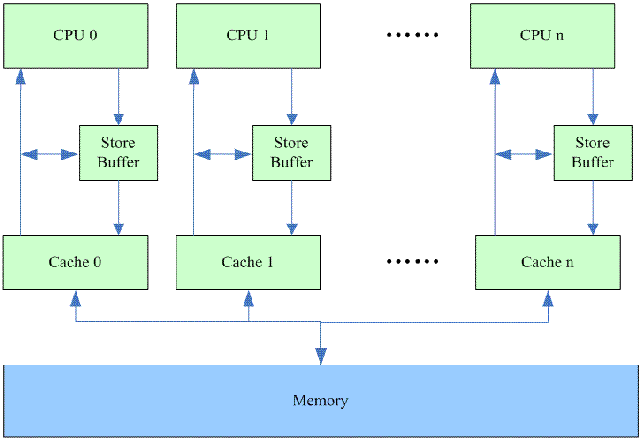 CPU 0
CPU 1
......
CPU n
Store
Buffer
Store
Buffer
Store
Buffer
Cache 0
Cache 1
......
Cache n
Memory